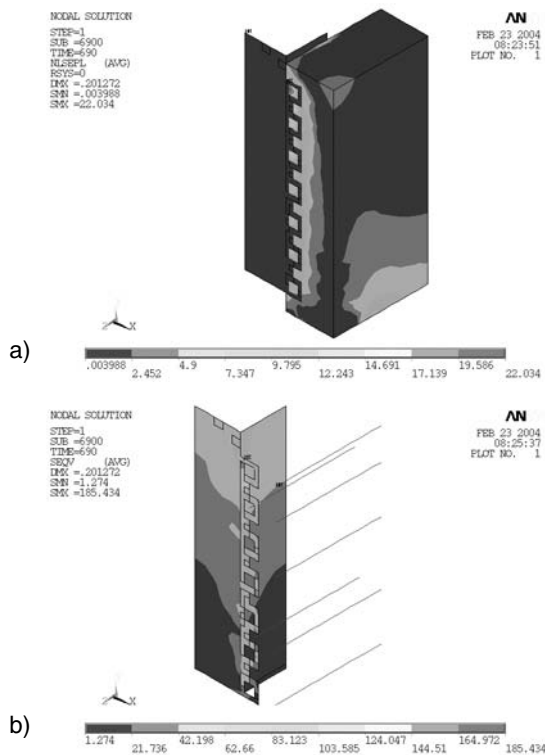 NODAL SOLUTION
STEP=1
SUB =6900
TIME=690
NLSEPL (AVG)
RSYS=0
DMX =.201272
SMN =.003988
SMX =22.034
AN
FEB 23 2004
08:23:51
PLOT NO. 1
Z X
a)
.003988 4.9 9.795 14.691 19.586
2.452 7.347 12.243 17.139 22.034
NODAL SOLUTION
STEP=1
SUB =6900
TIME=690
SEQV (AVG)
DMX =.201272
SMN =1.274
SMX =185.434
AN
FEB 23 2004
08:25:37
PLOT NO. 1
Z X
b)
1.274 42.198 83.123 124.047 164.972
21.736 62.66 103.585 144.51 185.434